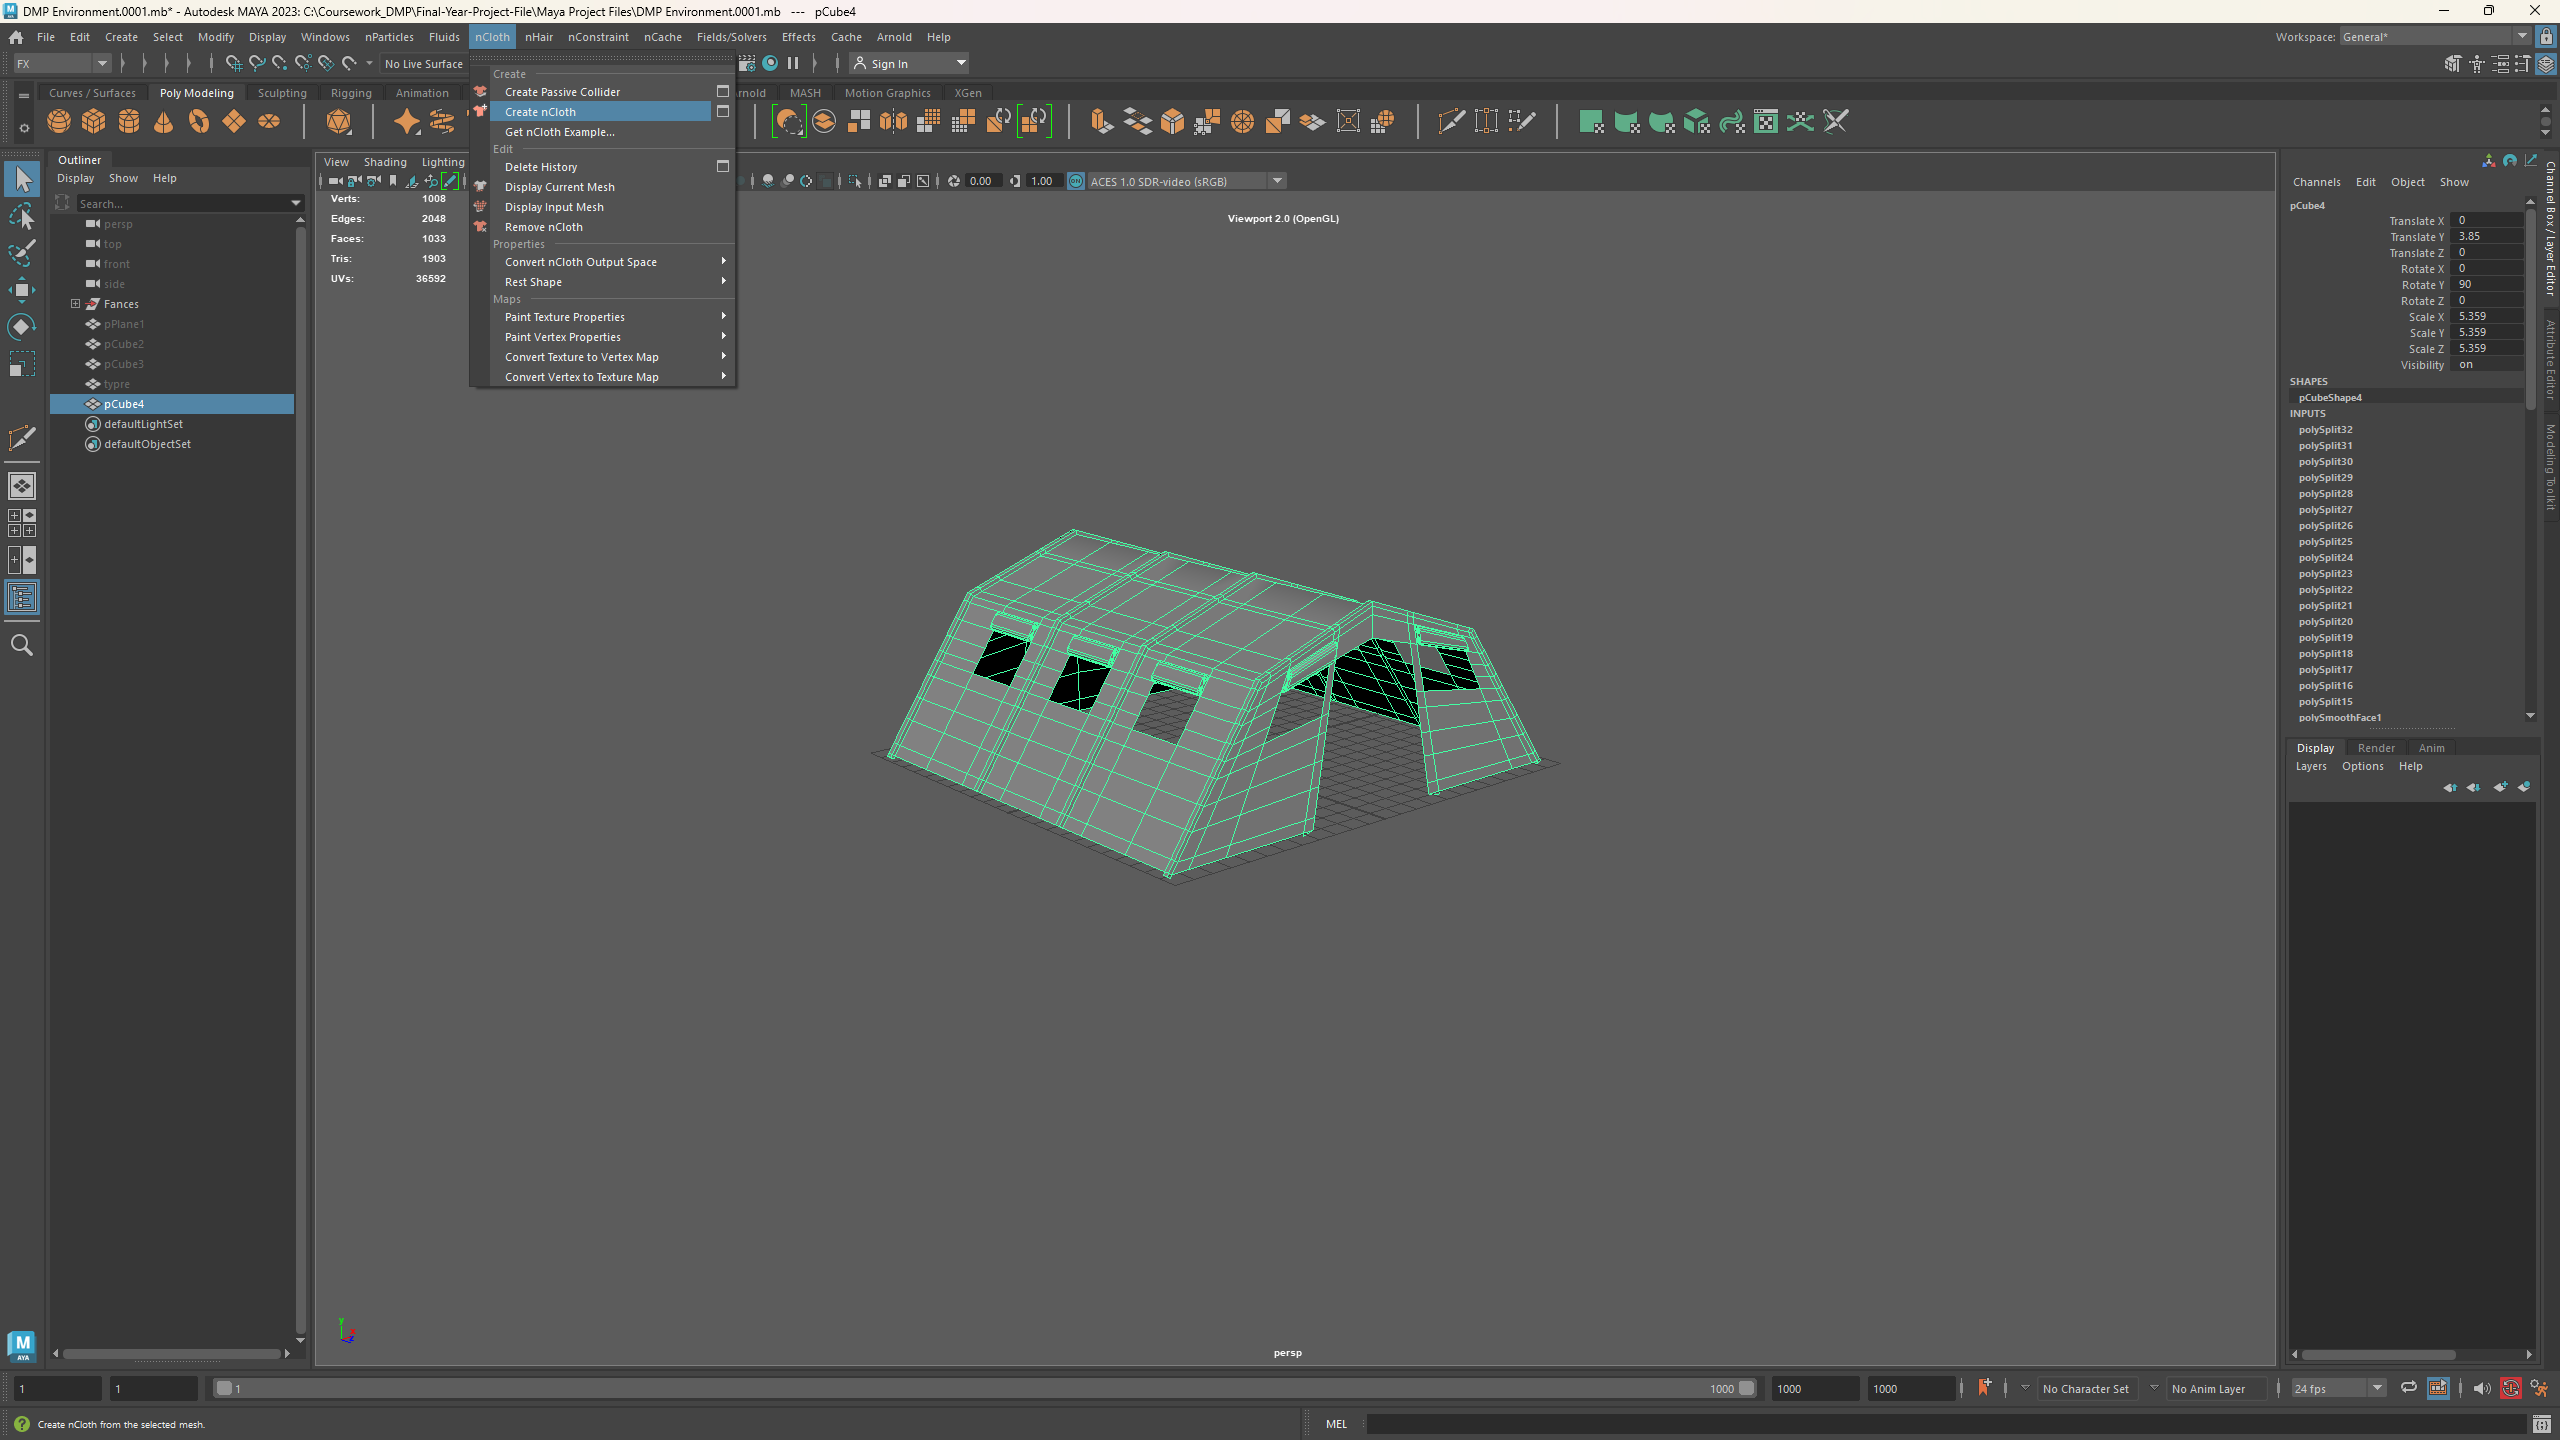 DMP Environment.0001.mb* - Autodesk MAYA 2023: C:\Coursework_DMP\Final-Year-Project-File\Maya Project Files\DMP Environment.0001.mb --- pCube4
File Edit Create Select Modify Display Windows nParticles Fluids nCloth nHair nConstraint nCache Fields/Solvers Effects Cache Arnold Help
Workspace: General*
FX No Live Surface Sign In
Curves / Surfaces Poly Modeling Sculpting Rigging Animation rnold MASH Motion Graphics XGen
Create
Create Passive Collider
Create nCloth
Get nCloth Example...
Edit
Delete History
Display Current Mesh
Display Input Mesh
Remove nCloth
Properties
Convert nCloth Output Space
Rest Shape
Maps
Paint Texture Properties
Paint Vertex Properties
Convert Texture to Vertex Map
Convert Vertex to Texture Map
Outliner
Display Show Help
Search...
persp
top
front
side
Fances
pPlane1
pCube2
pCube3
typre
pCube4
defaultLightSet
defaultObjectSet
View Shading Lighting
0.00 1.00 ON ACES 1.0 SDR-video (sRGB)
Verts: 1008
Edges: 2048
Faces: 1033
Tris: 1903
UVs: 36592
Viewport 2.0 (OpenGL)
y
x
z
persp
Channels Edit Object Show
pCube4
Translate X 0
Translate Y 3.85
Translate Z 0
Rotate X 0
Rotate Y 90
Rotate Z 0
Scale X 5.359
Scale Y 5.359
Scale Z 5.359
Visibility on
SHAPES
pCubeShape4
INPUTS
polySplit32
polySplit31
polySplit30
polySplit29
polySplit28
polySplit27
polySplit26
polySplit25
polySplit24
polySplit23
polySplit22
polySplit21
polySplit20
polySplit19
polySplit18
polySplit17
polySplit16
polySplit15
polySmoothFace1
Display Render Anim
Layers Options Help
Channel Box / Layer Editor
Attribute Editor
Modeling Toolkit
M
AYA
1 1 1 1000 1000 1000 No Character Set No Anim Layer 24 fps
Create nCloth from the selected mesh.
MEL